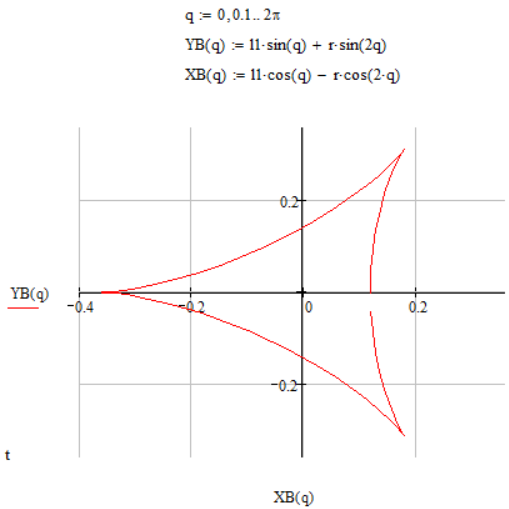 q := 0,0.1.. 2π
YB(q) := l1·sin(q) + r·sin(2q)
XB(q) := l1·cos(q) − r·cos(2·q)
0.2
YB(q)
−0.4
−0.2
0
0.2
−0.2
t
XB(q)